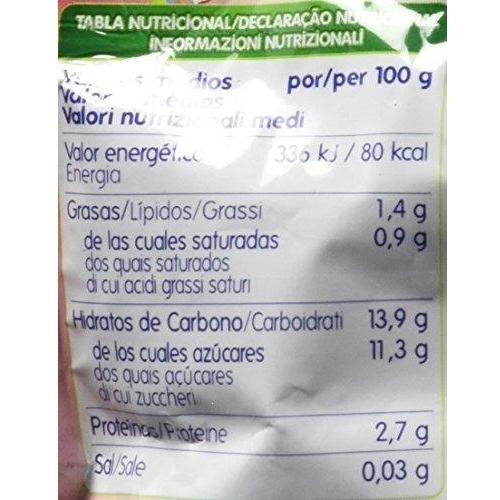 TABLA NUTRICIONAL/DECLARAÇÃO
INFORMAZIONI NUTRIZIONALI
medios por/per 100 g
Valori nutrizionali medi
Valor energético 336 kJ / 80 kcal
Energia
Grasas/Lípidos/Grassi 1,4 g
de las cuales saturadas 0,9 g
dos quais saturados
di cui acidi grassi saturi
Hidratos de Carbono/Carboidrati 13,9 g
de los cuales azúcares 11,3 g
dos quais açúcares
di cui zuccheri
Proteínas/Proteine 2,7 g
Sal/Sale 0,03 g